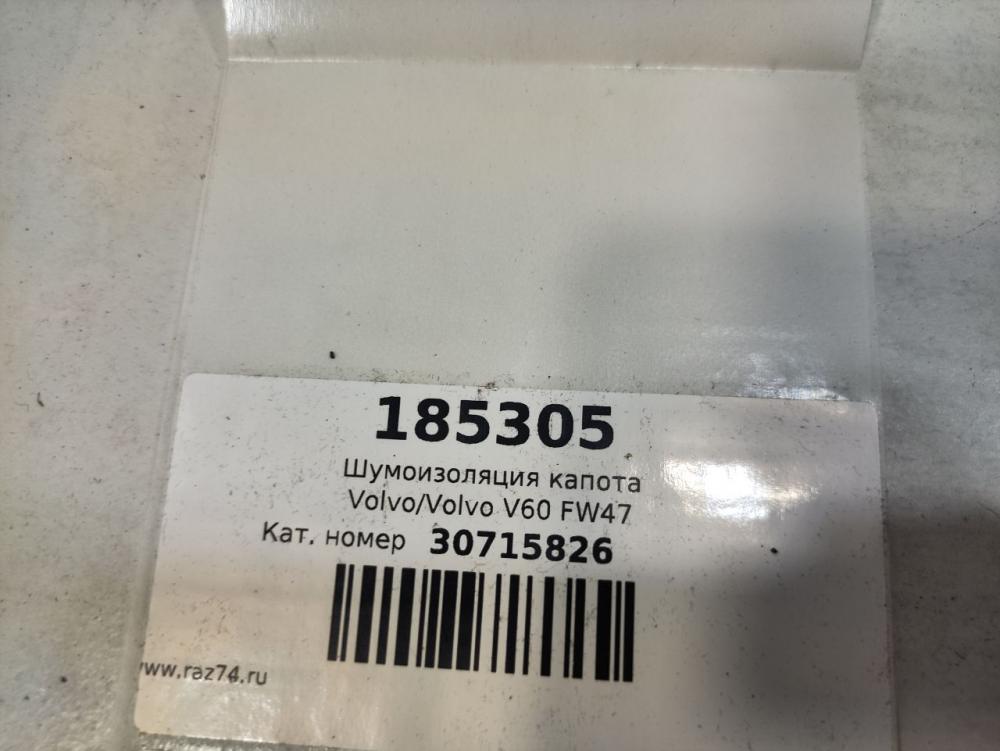 185305
Шумоизоляция капота
Volvo/Volvo V60 FW47
Кат. номер 30715826
www.raz74.ru